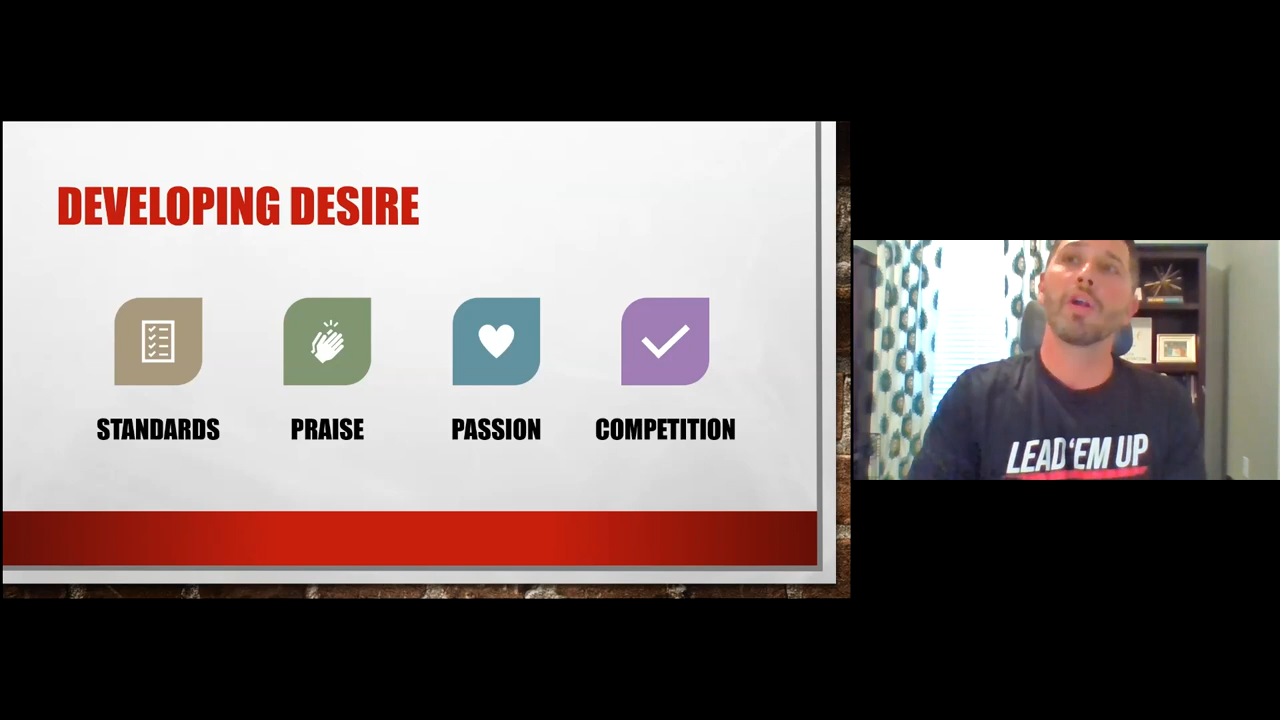 DEVELOPING DESIRE
STANDARDS
PRAISE
PASSION
COMPETITION
LEAD 'EM UP